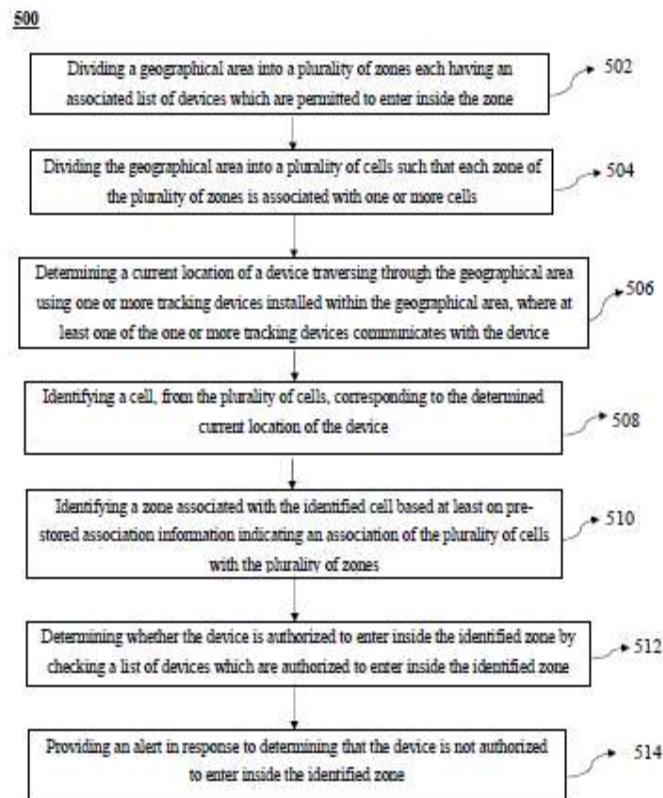 500
Dividing a geographical area into a plurality of zones each having an
associated list of devices which are permitted to enter inside the zone
502
Dividing the geographical area into a plurality of cells such that each zone of
the plurality of zones is associated with one or more cells
504
Determining a current location of a device traversing through the geographical area
using one or more tracking devices installed within the geographical area, where at
least one of the one or more tracking devices communicates with the device
506
Identifying a cell, from the plurality of cells, corresponding to the determined
current location of the device
508
Identifying a zone associated with the identified cell based at least on pre-
stored association information indicating an association of the plurality of cells
with the plurality of zones
510
Determining whether the device is authorized to enter inside the identified zone by
checking a list of devices which are authorized to enter inside the identified zone
512
Providing an alert in response to determining that the device is not authorized
to enter inside the identified zone
514